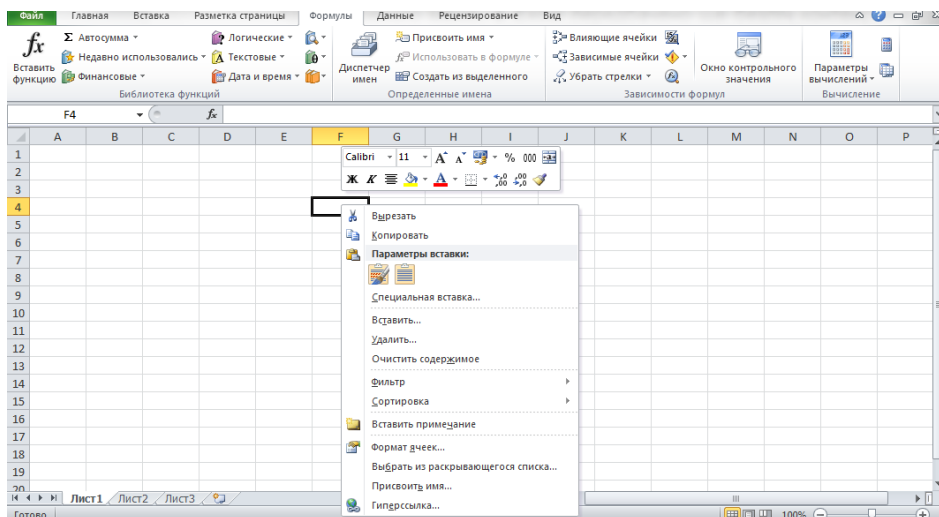 Файл Главная Вставка Разметка страницы Формулы Данные Рецензирование Вид
fx Σ Автосумма Логические Присвоить имя Влияющие ячейки
Вставить функцию Недавно использовались Текстовые Диспетчер имен Использовать в формуле Зависимые ячейки Окно контрольного значения Параметры вычислений
Финансовые Дата и время Создать из выделенного Убрать стрелки
Библиотека функций Определенные имена Зависимости формул Вычисление
F4 fx
A B C D E F G H I J K L M N O P
1
2
3
4
5
6
7
8
9
10
11
12
13
14
15
16
17
18
19
20
Calibri 11 A A % 000
Ж К А ,00 ,00
Вырезать
Копировать
Параметры вставки:
Специальная вставка...
Вставить...
Удалить...
Очистить содержимое
Фильтр
Сортировка
Вставить примечание
Формат ячеек...
Выбрать из раскрывающегося списка...
Присвоить имя...
Гиперссылка...
Лист1 Лист2 Лист3
Готово 100%